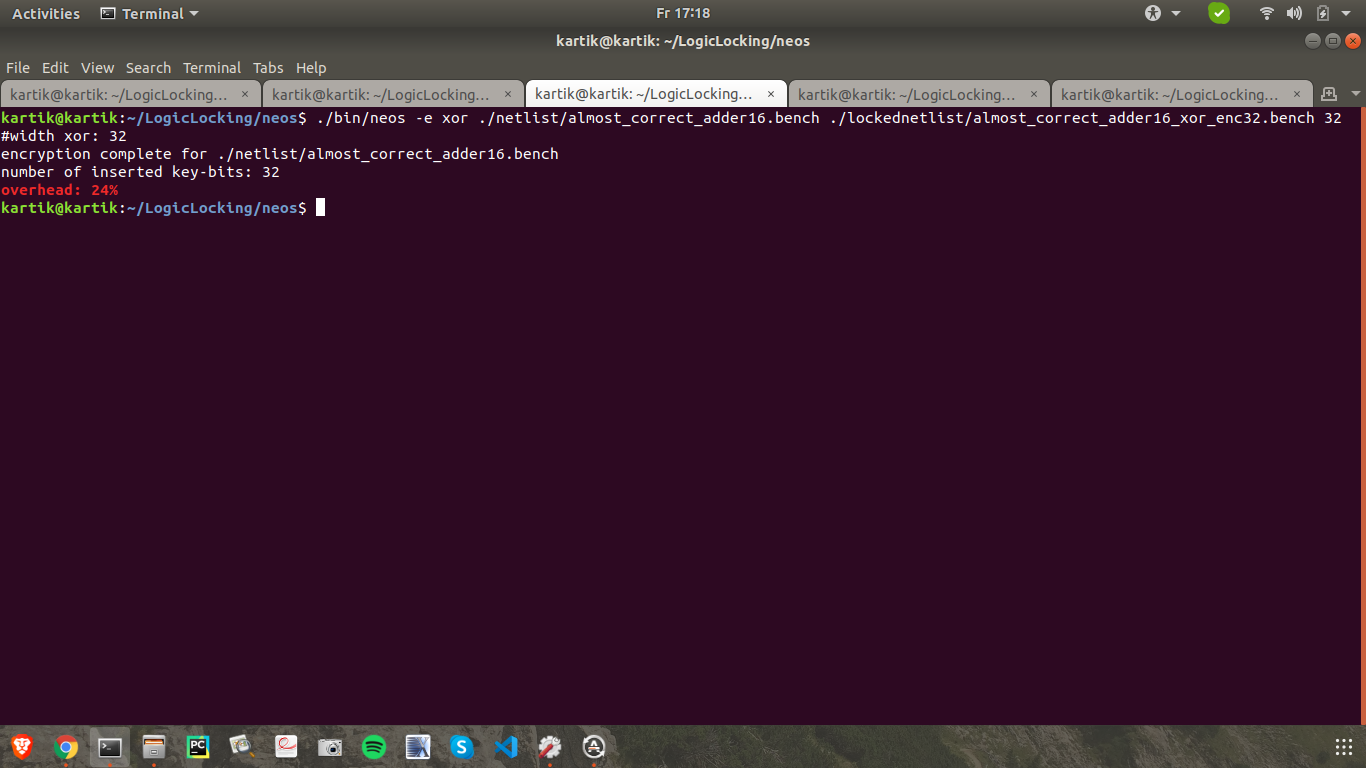 Activities Terminal Fr 17:18
kartik@kartik: ~/LogicLocking/neos
File Edit View Search Terminal Tabs Help
kartik@kartik: ~/LogicLocking... × kartik@kartik: ~/LogicLocking... × kartik@kartik: ~/LogicLocking... × kartik@kartik: ~/LogicLocking... × kartik@kartik: ~/LogicLocking... ×
kartik@kartik:~/LogicLocking/neos$ ./bin/neos -e xor ./netlist/almost_correct_adder16.bench ./lockednetlist/almost_correct_adder16_xor_enc32.bench 32
#width xor: 32
encryption complete for ./netlist/almost_correct_adder16.bench
number of inserted key-bits: 32
overhead: 24%
kartik@kartik:~/LogicLocking/neos$
PC